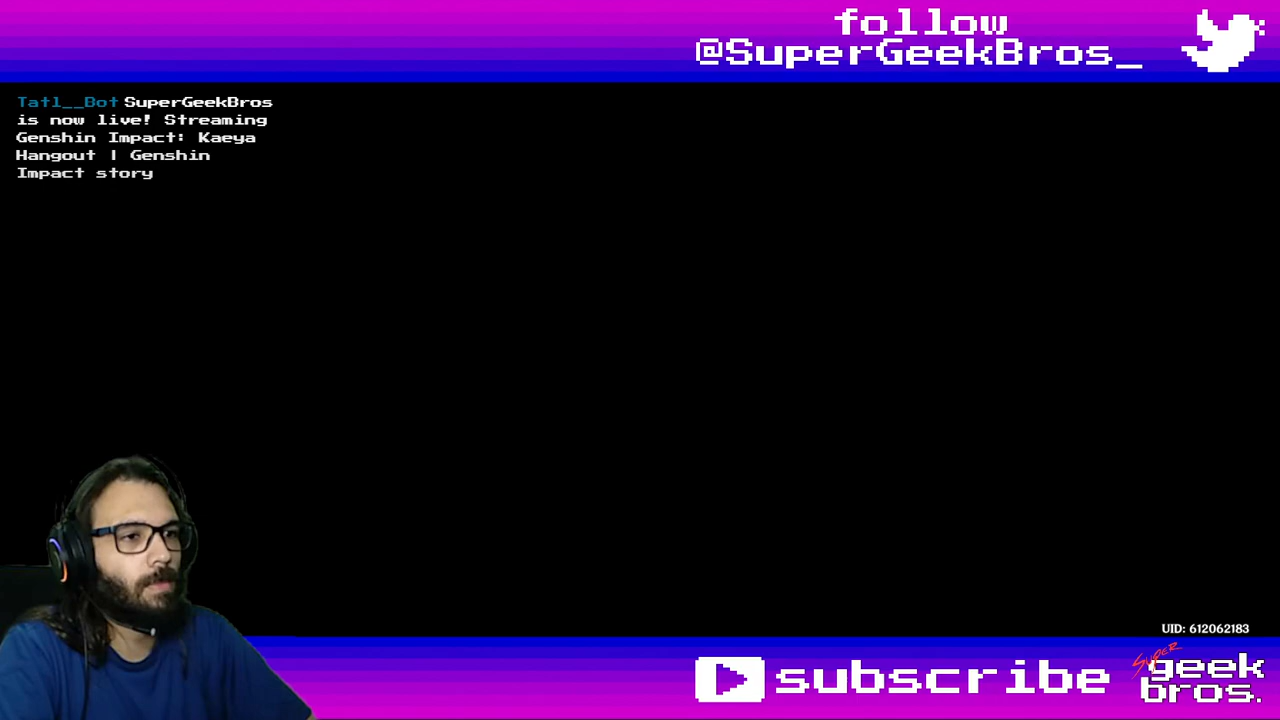 follow
@SuperGeekBros_
Tatl__Bot SuperGeekBros
is now live! Streaming
Genshin Impact: Kaeya
Hangout | Genshin
Impact story
UID: 612062183
subscribe
SUPER
geek
bros.